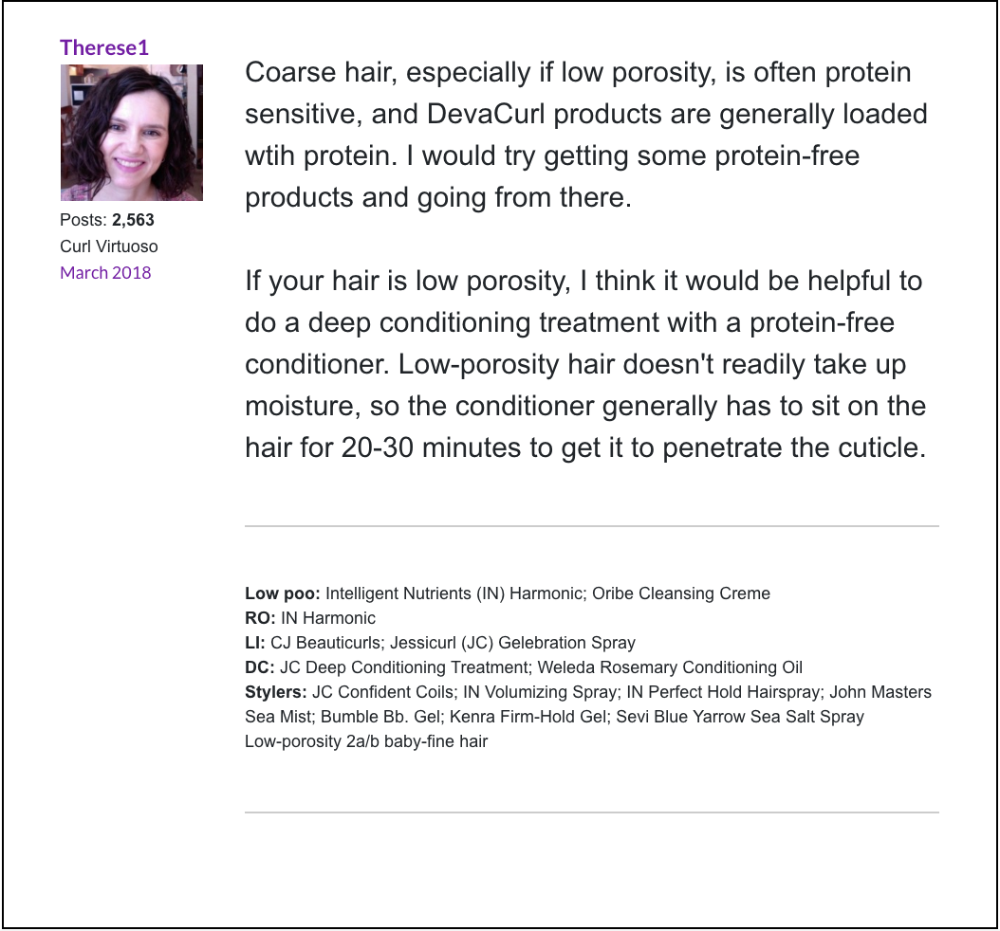 Therese1
Coarse hair, especially if low porosity, is often protein
sensitive, and DevaCurl products are generally loaded
wtih protein. I would try getting some protein-free
products and going from there.
Posts: 2,563
Curl Virtuoso
March 2018
If your hair is low porosity, I think it would be helpful to
do a deep conditioning treatment with a protein-free
conditioner. Low-porosity hair doesn't readily take up
moisture, so the conditioner generally has to sit on the
hair for 20-30 minutes to get it to penetrate the cuticle.
Low poo: Intelligent Nutrients (IN) Harmonic; Oribe Cleansing Creme
RO: IN Harmonic
LI: CJ Beauticurls; Jessicurl (JC) Gelebration Spray
DC: JC Deep Conditioning Treatment; Weleda Rosemary Conditioning Oil
Stylers: JC Confident Coils; IN Volumizing Spray; IN Perfect Hold Hairspray; John Masters
Sea Mist; Bumble Bb. Gel; Kenra Firm-Hold Gel; Sevi Blue Yarrow Sea Salt Spray
Low-porosity 2a/b baby-fine hair